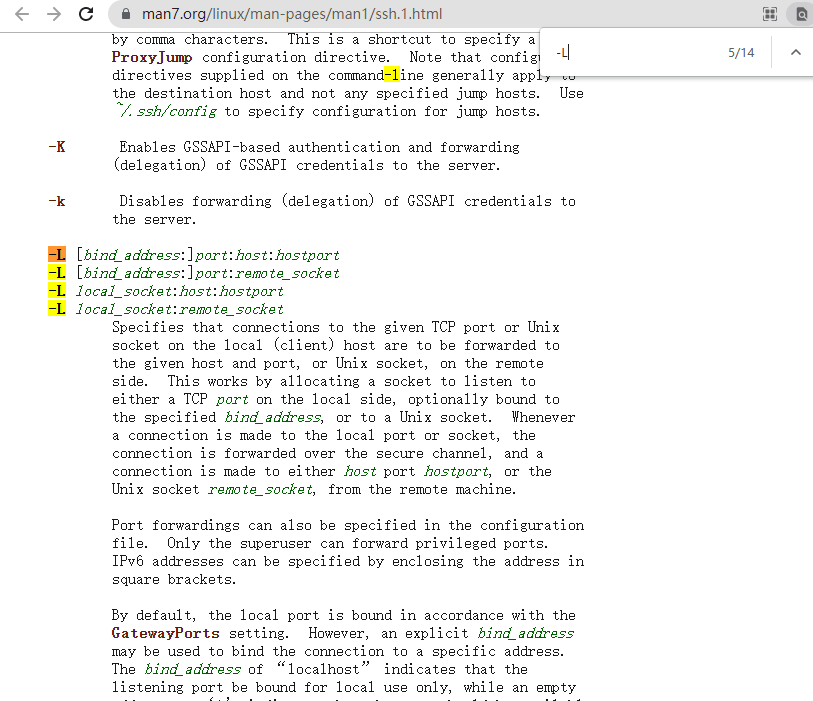 man7.org/linux/man-pages/man1/ssh.1.html
-L 5/14
by comma characters. This is a shortcut to specify a
ProxyJump configuration directive. Note that
directives supplied on the command-line generally apply to
the destination host and not any specified jump hosts. Use
~/.ssh/config to specify configuration for jump hosts.
-K Enables GSSAPI-based authentication and forwarding
(delegation) of GSSAPI credentials to the server.
-k Disables forwarding (delegation) of GSSAPI credentials to
the server.
-L [bind_address:]port:host:hostport
-L [bind_address:]port:remote_socket
-L local_socket:host:hostport
-L local_socket:remote_socket
Specifies that connections to the given TCP port or Unix
socket on the local (client) host are to be forwarded to
the given host and port, or Unix socket, on the remote
side. This works by allocating a socket to listen to
either a TCP port on the local side, optionally bound to
the specified bind_address, or to a Unix socket. Whenever
a connection is made to the local port or socket, the
connection is forwarded over the secure channel, and a
connection is made to either host port hostport, or the
Unix socket remote_socket, from the remote machine.
Port forwardings can also be specified in the configuration
file. Only the superuser can forward privileged ports.
IPv6 addresses can be specified by enclosing the address in
square brackets.
By default, the local port is bound in accordance with the
GatewayPorts setting. However, an explicit bind_address
may be used to bind the connection to a specific address.
The bind_address of “localhost” indicates that the
listening port be bound for local use only, while an empty